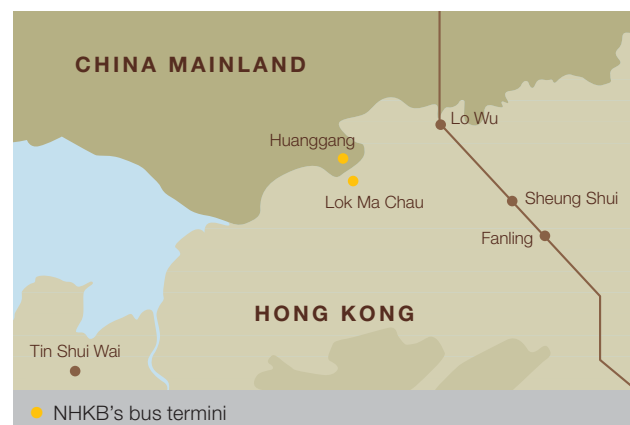 CHINA MAINLAND
Lo Wu
Huanggang
Lok Ma Chau
Sheung Shui
Fanling
HONG KONG
Tin Shui Wai
NHKB's bus termini